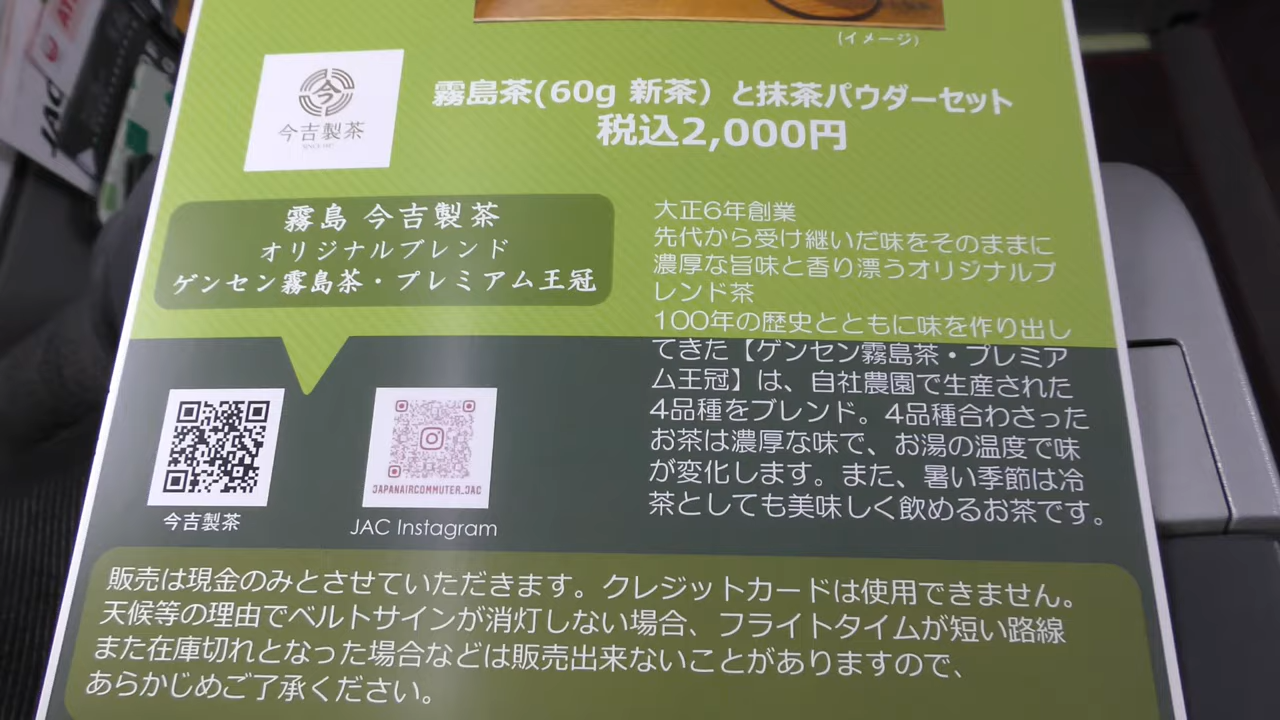 (イメージ)
今
今吉製茶
霧島茶(60g 新茶）と抹茶パウダーセット
税込2,000円
霧島 今吉製茶
オリジナルブレンド
ゲンセン霧島茶・プレミアム王冠
大正6年創業
先代から受け継いだ味をそのままに
濃厚な旨味と香り漂うオリジナルブ
レンド茶
100年の歴史とともに味を作り出し
てきた【ゲンセン霧島茶・プレミア
ム王冠】は、自社農園で生産された
4品種をブレンド。4品種合わさった
お茶は濃厚な味で、お湯の温度で味
が変化します。また、暑い季節は冷
茶としても美味しく飲めるお茶です。
今吉製茶
JAPANAIRCOMMUTER_JAC
JAC Instagram
販売は現金のみとさせていただきます。クレジットカードは使用できません。
天候等の理由でベルトサインが消灯しない場合、フライトタイムが短い路線
また在庫切れとなった場合などは販売出来ないことがありますので、
あらかじめご了承ください。
JAC